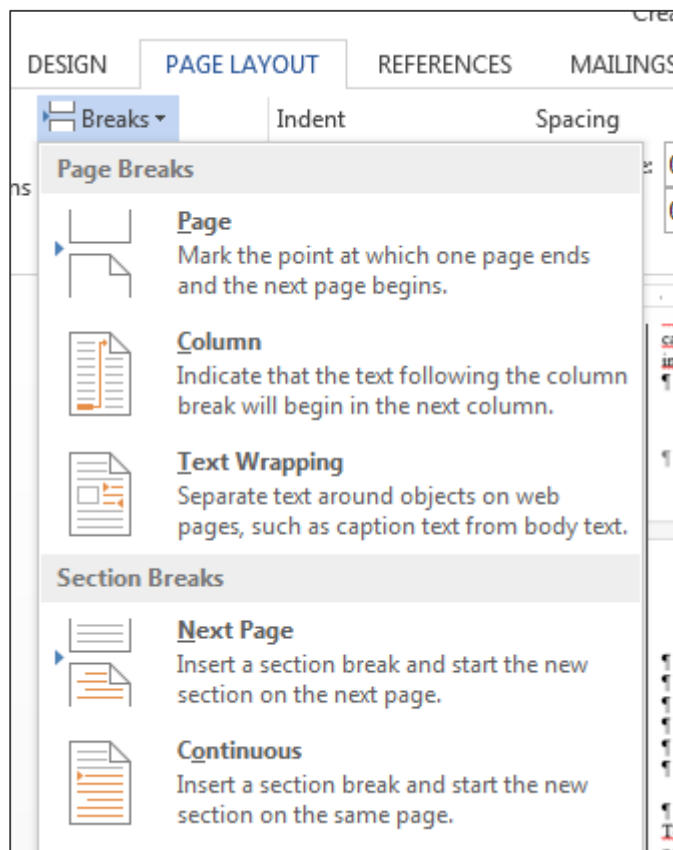 DESIGN PAGE LAYOUT REFERENCES MAILINGS
Breaks Indent Spacing
Page Breaks
Page
Mark the point at which one page ends
and the next page begins.
Column
Indicate that the text following the column
break will begin in the next column.
Text Wrapping
Separate text around objects on web
pages, such as caption text from body text.
Section Breaks
Next Page
Insert a section break and start the new
section on the next page.
Continuous
Insert a section break and start the new
section on the same page.